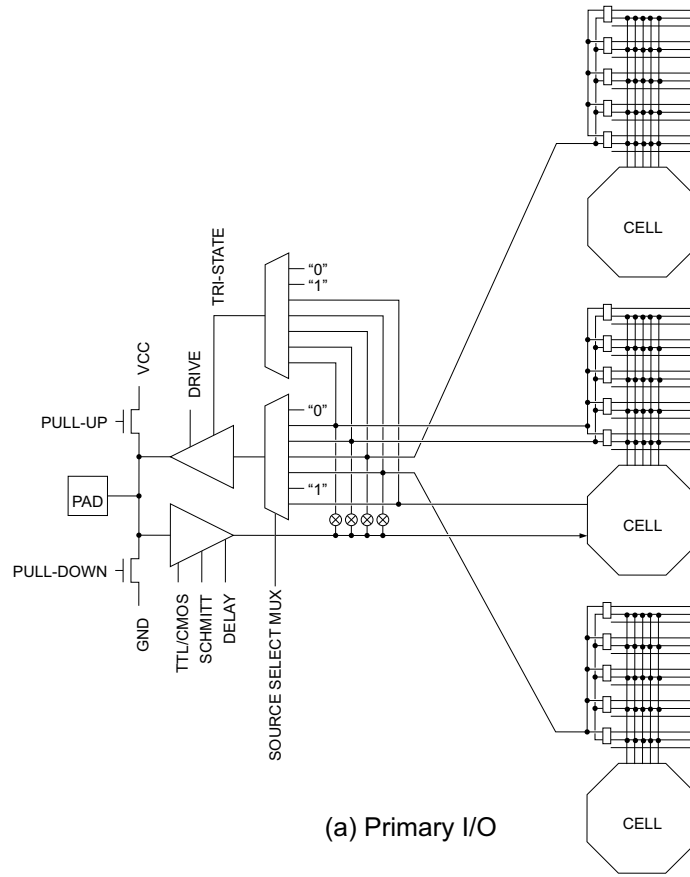 CELL
TRI-STATE
“0”
“1”
VCC
DRIVE
PULL-UP
“0”
“1”
PAD
CELL
PULL-DOWN
GND
TTL/CMOS
SCHMITT
DELAY
SOURCE SELECT MUX
(a) Primary I/O
CELL